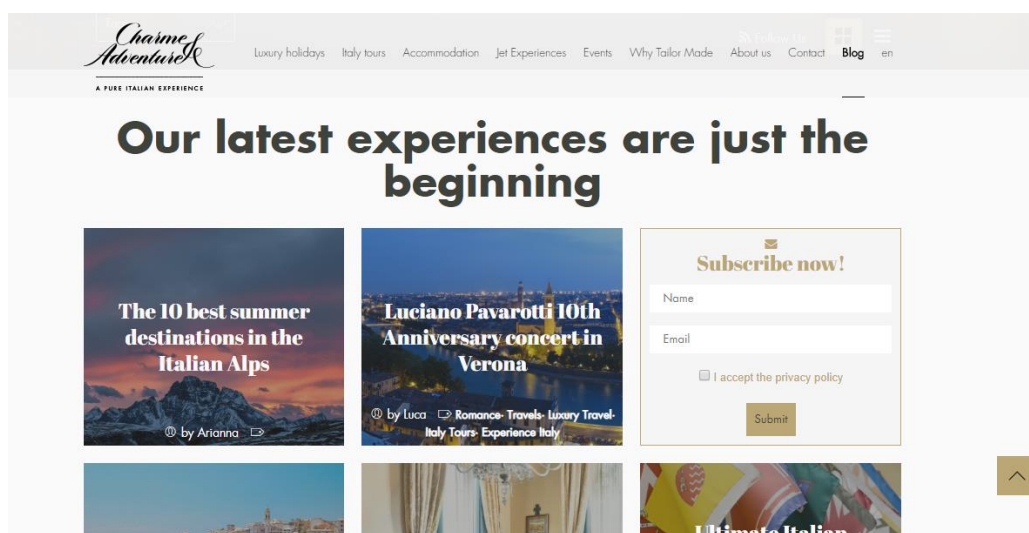 Charme &
Adventure
A PURE ITALIAN EXPERIENCE
Luxury holidays Italy tours Accommodation Jet Experiences Events Why Tailor Made About us Contact Blog en
Our latest experiences are just the
beginning
The 10 best summer
destinations in the
Italian Alps
by Arianna
Luciano Pavarotti 10th
Anniversary concert in
Verona
by Luca Romance- Travels- Luxury Travel-
Italy Tours- Experience Italy
Subscribe now!
Name
Email
I accept the privacy policy
Submit
Ultimate Italian